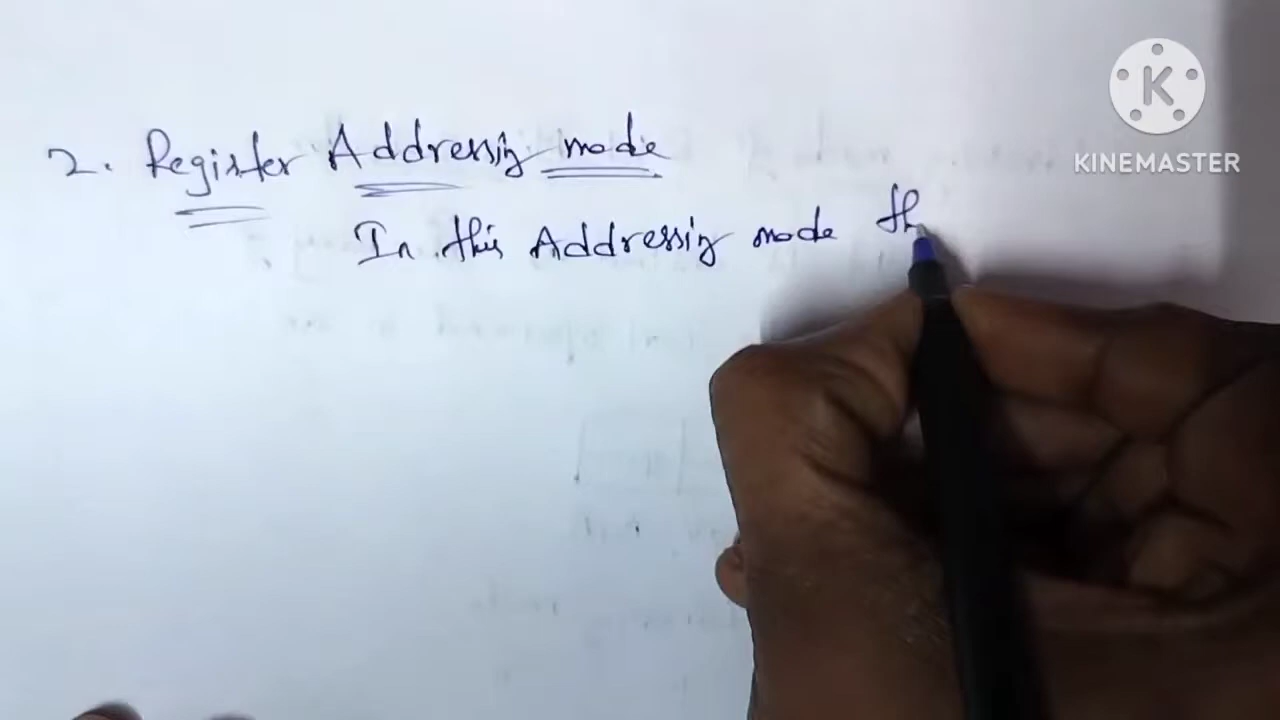 2. Register Addressing mode
In this Addressing mode th
KINEMASTER